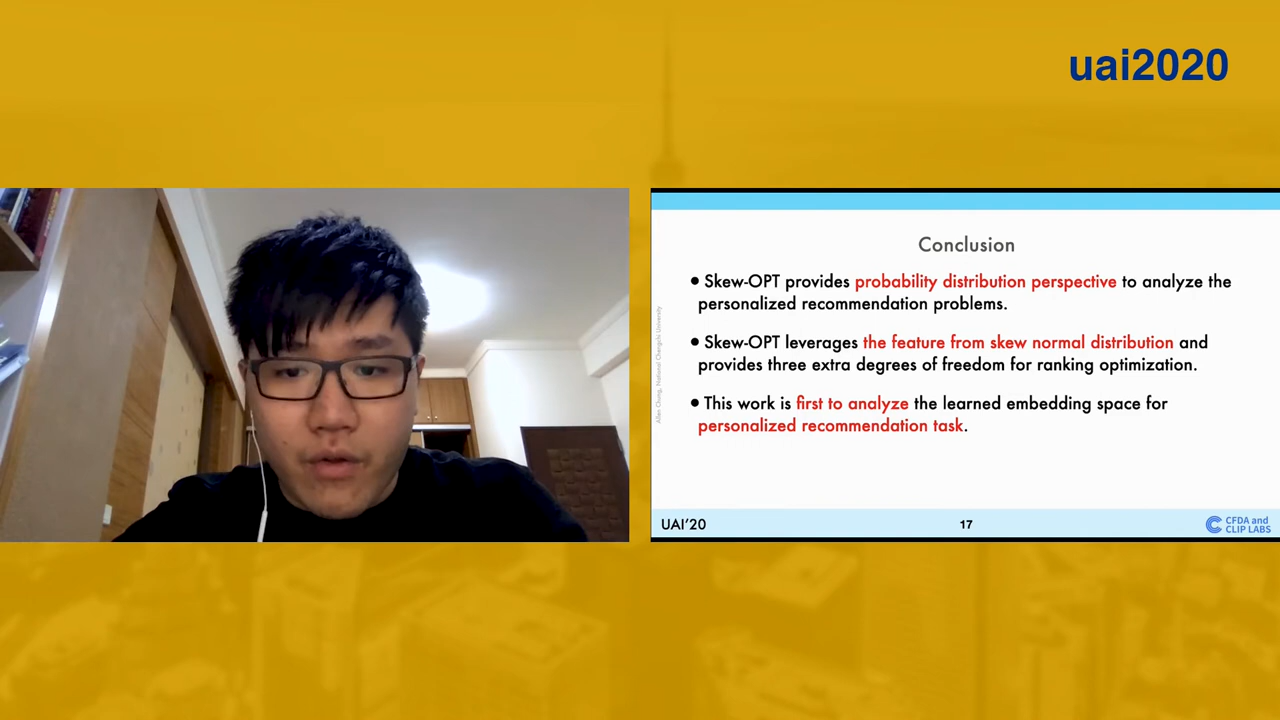 uai2020
Conclusion
• Skew-OPT provides probability distribution perspective to analyze the
personalized recommendation problems.
• Skew-OPT leverages the feature from skew normal distribution and
provides three extra degrees of freedom for ranking optimization.
• This work is first to analyze the learned embedding space for
personalized recommendation task.
UAI'20
17
CFDA and
CLIP LABS